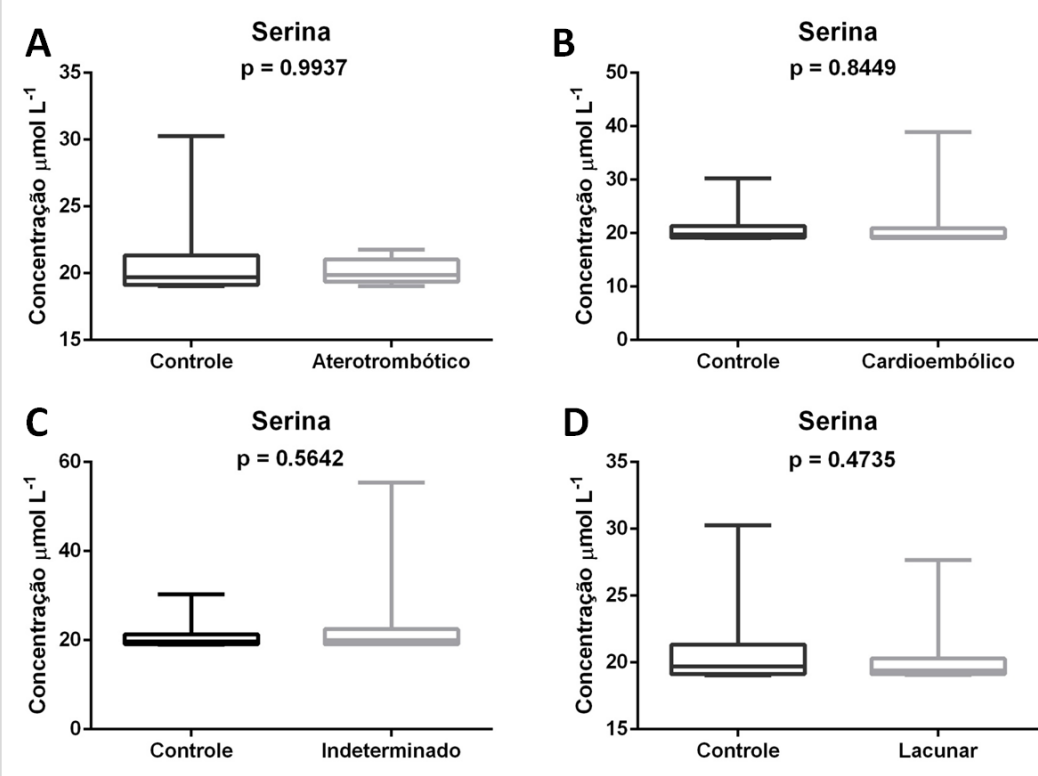 A
Serina
p = 0.9937
Concentração µmol L⁻¹
35
30
25
20
15
Controle
Aterotrombótico
B
Serina
p = 0.8449
Concentração µmol L⁻¹
50
40
30
20
10
0
Controle
Cardioembólico
C
Serina
p = 0.5642
Concentração µmol L⁻¹
60
40
20
0
Controle
Indeterminado
D
Serina
p = 0.4735
Concentração µmol L⁻¹
35
30
25
20
15
Controle
Lacunar